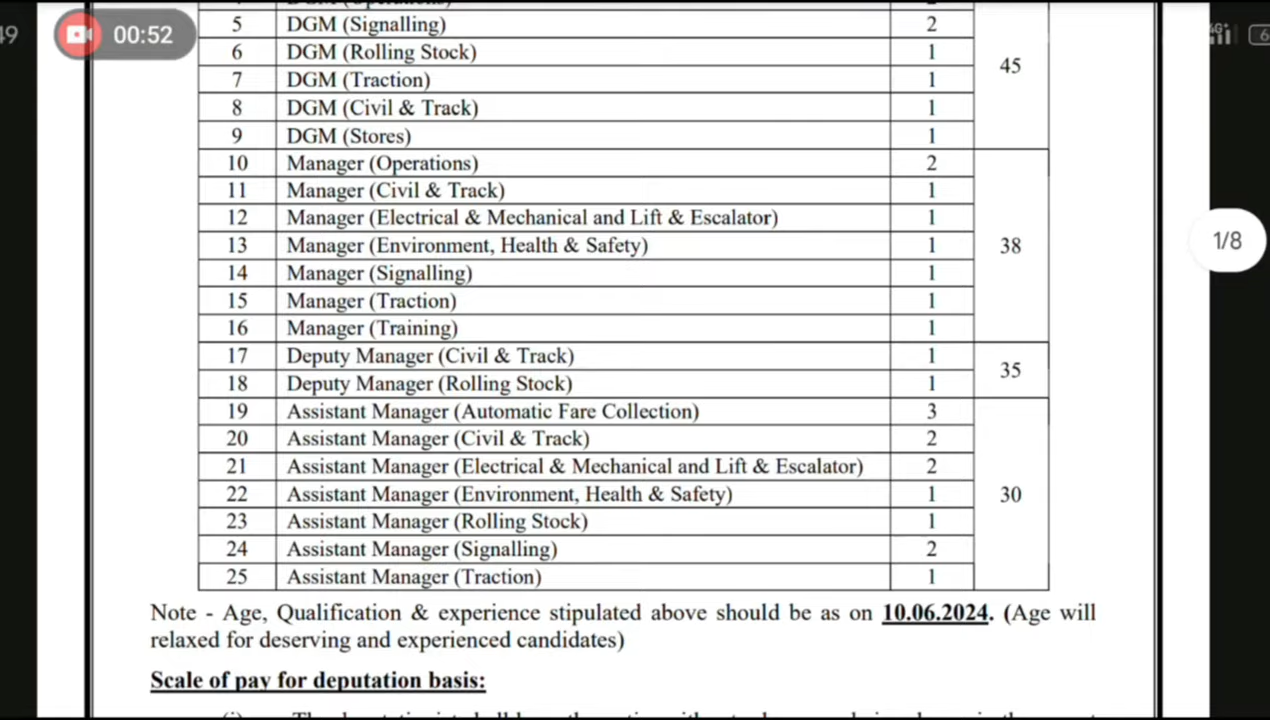 49
00:52
4G+
6
1/8
5 DGM (Signalling) 2
6 DGM (Rolling Stock) 1
7 DGM (Traction) 1
8 DGM (Civil & Track) 1
9 DGM (Stores) 1
45
10 Manager (Operations) 2
11 Manager (Civil & Track) 1
12 Manager (Electrical & Mechanical and Lift & Escalator) 1
13 Manager (Environment, Health & Safety) 1
14 Manager (Signalling) 1
15 Manager (Traction) 1
16 Manager (Training) 1
38
17 Deputy Manager (Civil & Track) 1
18 Deputy Manager (Rolling Stock) 1
35
19 Assistant Manager (Automatic Fare Collection) 3
20 Assistant Manager (Civil & Track) 2
21 Assistant Manager (Electrical & Mechanical and Lift & Escalator) 2
22 Assistant Manager (Environment, Health & Safety) 1
23 Assistant Manager (Rolling Stock) 1
24 Assistant Manager (Signalling) 2
25 Assistant Manager (Traction) 1
30
Note - Age, Qualification & experience stipulated above should be as on 10.06.2024. (Age will
relaxed for deserving and experienced candidates)
Scale of pay for deputation basis: